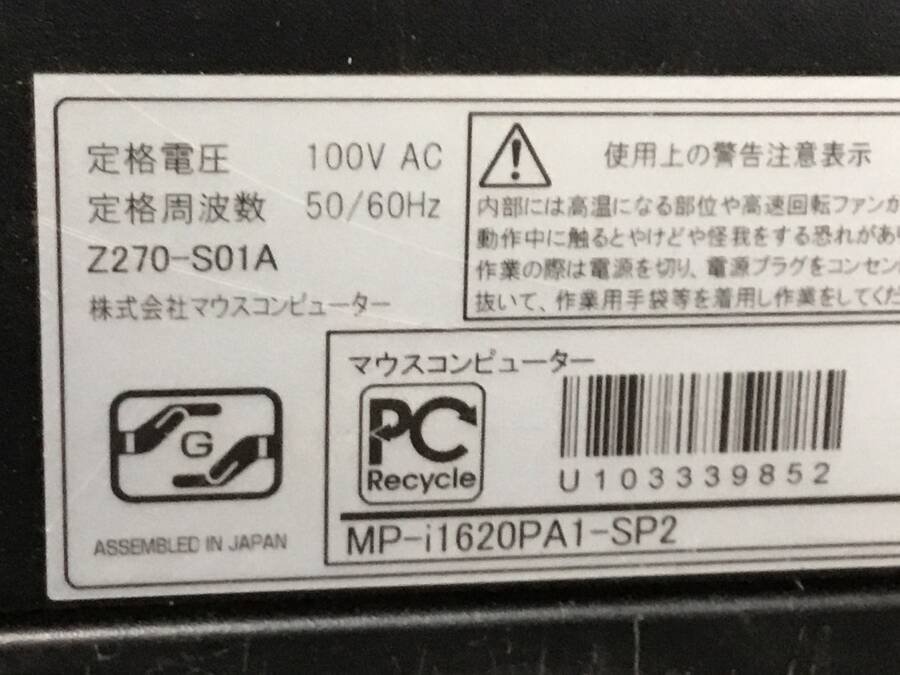 定格電圧 100V AC
定格周波数 50/60Hz
Z270-S01A
株式会社マウスコンピューター
使用上の警告注意表示
内部には高温になる部位や高速回転ファンが
動作中に触るとやけどや怪我をする恐れがあり
作業の際は電源を切り、電源プラグをコンセン
抜いて、作業用手袋等を着用し作業をしてくだ
G
ASSEMBLED IN JAPAN
マウスコンピューター
PC
Recycle
U103339852
MP-i1620PA1-SP2